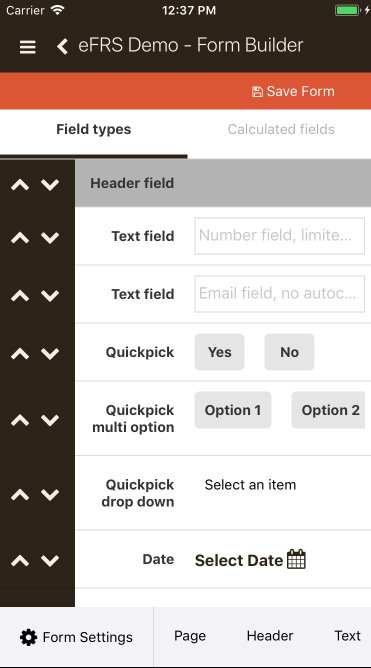 Carrier 12:37 PM
eFRS Demo - Form Builder
Save Form
Field types Calculated fields
Header field
Text field Number field, limite...
Text field Email field, no autoc...
Quickpick Yes No
Quickpick
multi option
Option 1 Option 2
Quickpick
drop down
Select an item
Date Select Date
Form Settings Page Header Text